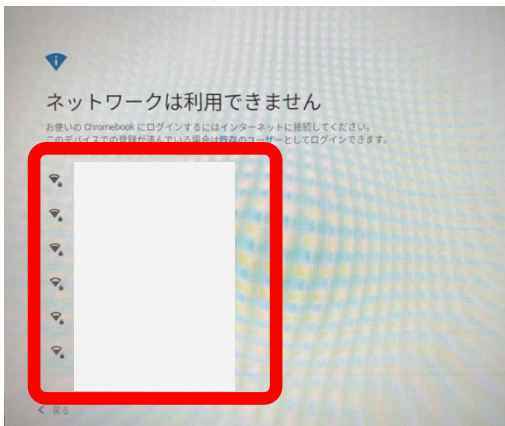 ネットワークは利用できません
お使いの Chromebook にログインするにはインターネットに接続してください。
このデバイスでの登録が済んでいる場合は既存のユーザーとしてログインできます。
戻る